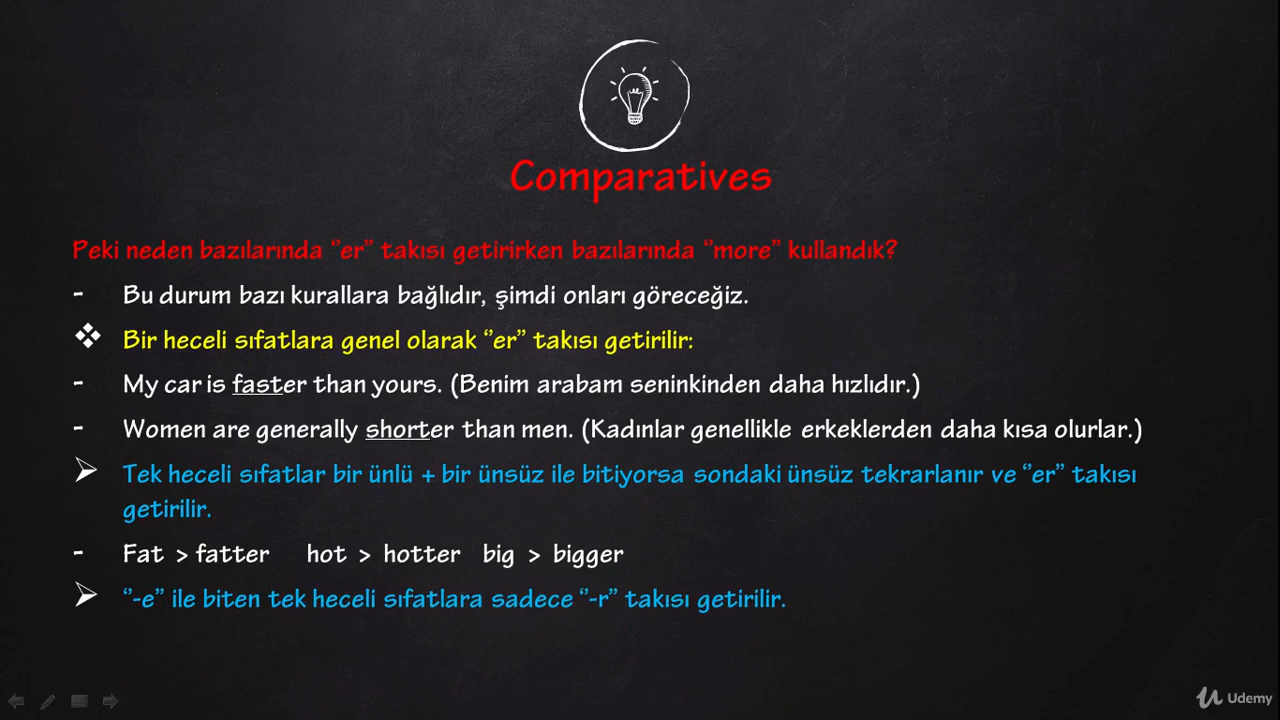 Comparatives
Peki neden bazılarında ‘’er’’ takısı getirirken bazılarında ‘’more’’ kullandık?
- Bu durum bazı kurallara bağlıdır, şimdi onları göreceğiz.
❖ Bir heceli sıfatlara genel olarak ‘’er’’ takısı getirilir:
- My car is faster than yours. (Benim arabam seninkinden daha hızlıdır.)
- Women are generally shorter than men. (Kadınlar genellikle erkeklerden daha kısa olurlar.)
➢ Tek heceli sıfatlar bir ünlü + bir ünsüz ile bitiyorsa sondaki ünsüz tekrarlanır ve ‘’er’’ takısı
getirilir.
- Fat > fatter hot > hotter big > bigger
➢ ‘’-e’’ ile biten tek heceli sıfatlara sadece ‘’-r’’ takısı getirilir.
Udemy